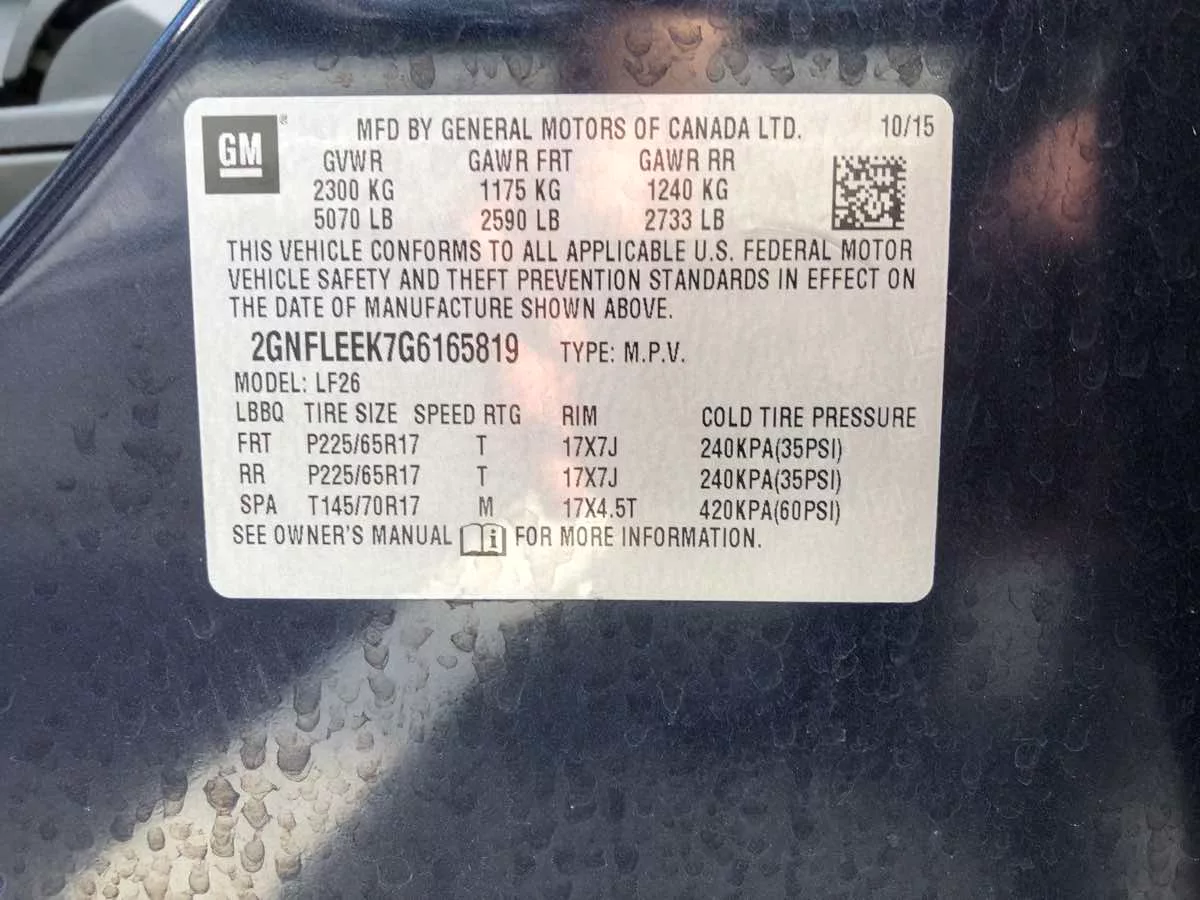 GM ® MFD BY GENERAL MOTORS OF CANADA LTD. 10/15
GVWR GAWR FRT GAWR RR
2300 KG 1175 KG 1240 KG
5070 LB 2590 LB 2733 LB
THIS VEHICLE CONFORMS TO ALL APPLICABLE U.S. FEDERAL MOTOR
VEHICLE SAFETY AND THEFT PREVENTION STANDARDS IN EFFECT ON
THE DATE OF MANUFACTURE SHOWN ABOVE.
2GNFLEEK7G6165819 TYPE: M.P.V.
MODEL: LF26
LBBQ TIRE SIZE SPEED RTG RIM COLD TIRE PRESSURE
FRT P225/65R17 T 17X7J 240KPA(35PSI)
RR P225/65R17 T 17X7J 240KPA(35PSI)
SPA T145/70R17 M 17X4.5T 420KPA(60PSI)
SEE OWNER'S MANUAL i FOR MORE INFORMATION.